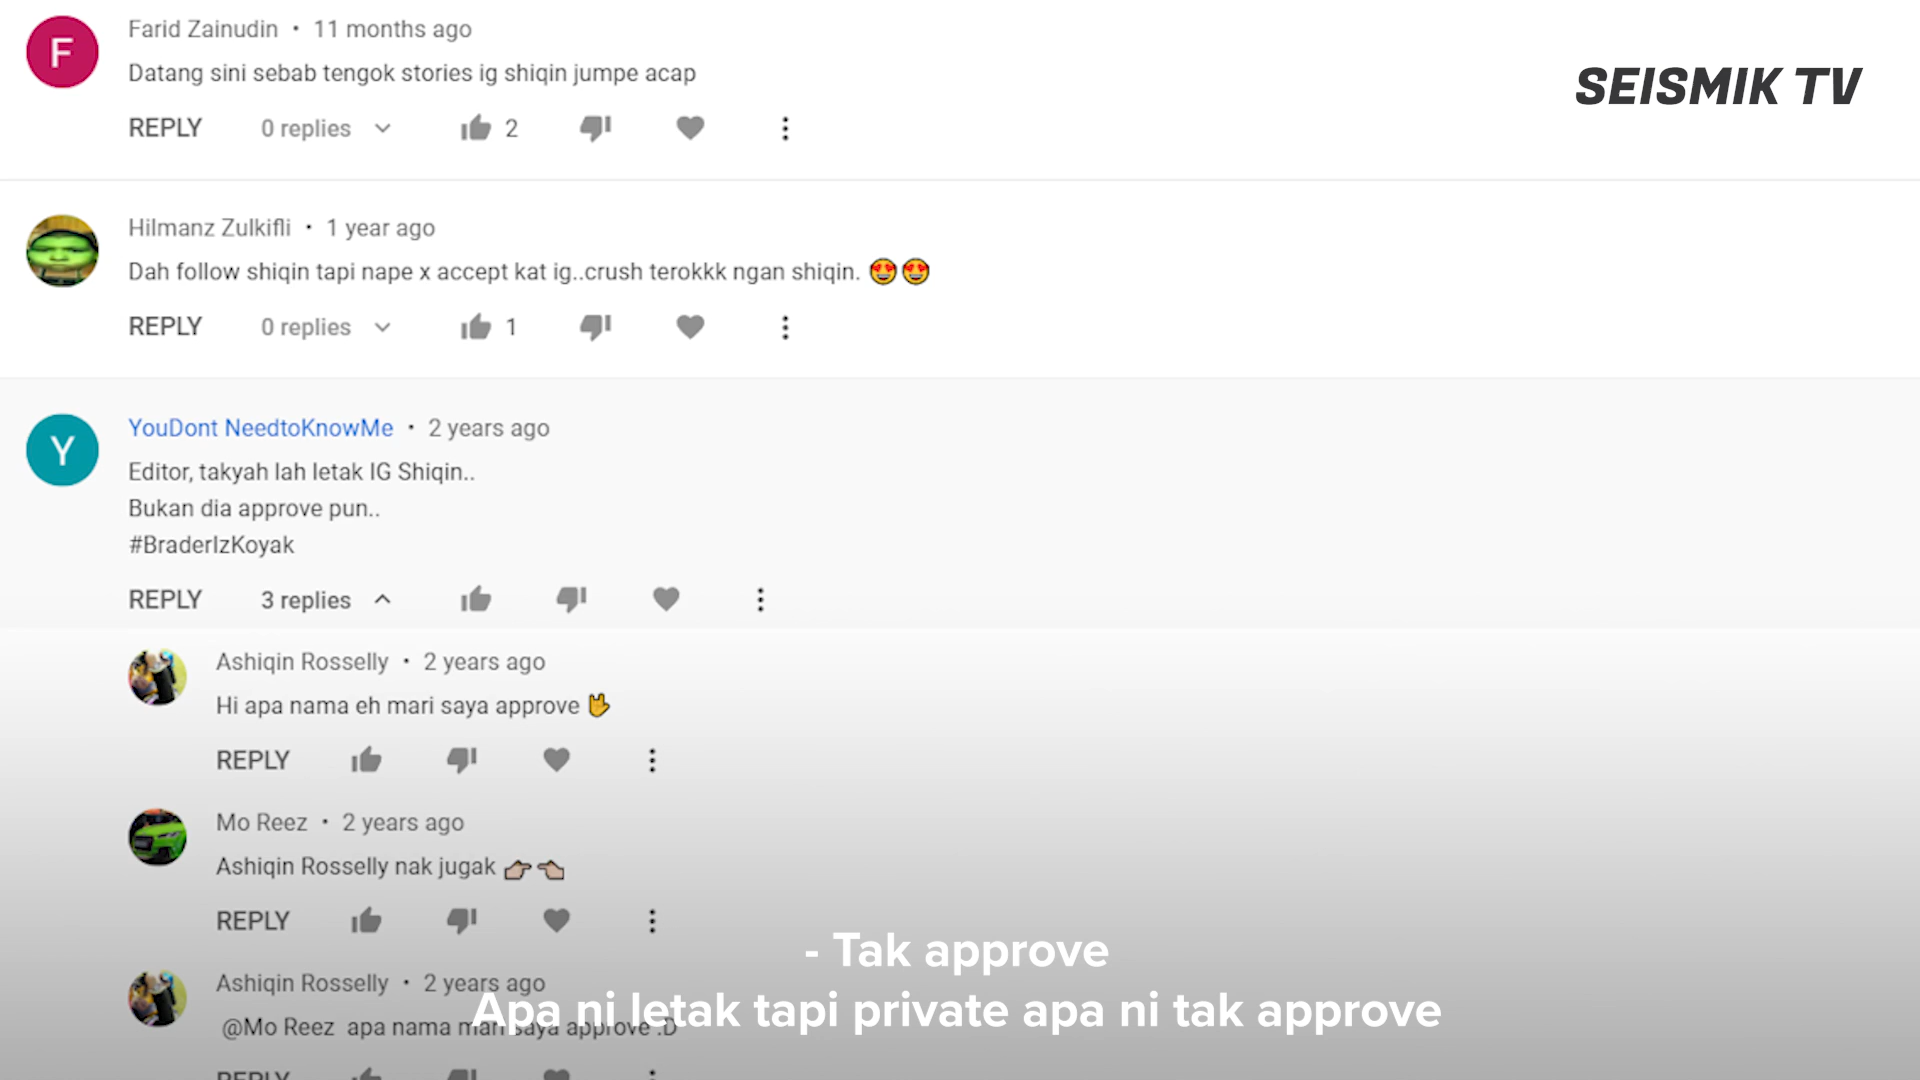 Farid Zainudin • 11 months ago
Datang sini sebab tengok stories ig shiqin jumpe acap
REPLY 0 replies 2
SEISMIK TV
Hilmanz Zulkifli • 1 year ago
Dah follow shiqin tapi nape x accept kat ig..crush terokkk ngan shiqin. 😍😍
REPLY 0 replies 1
Y
YouDont NeedtoKnowMe • 2 years ago
Editor, takyah lah letak IG Shiqin..
Bukan dia approve pun..
#BraderIzKoyak
REPLY 3 replies
Ashiqin Rosselly • 2 years ago
Hi apa nama eh mari saya approve 🤟
REPLY
Mo Reez • 2 years ago
Ashiqin Rosselly nak jugak 👉👈
REPLY
- Tak approve
Ashiqin Rosselly • 2 years ago
@Mo Reez apa nama mari saya approve :D
Apa ni letak tapi private apa ni tak approve
REPLY
F